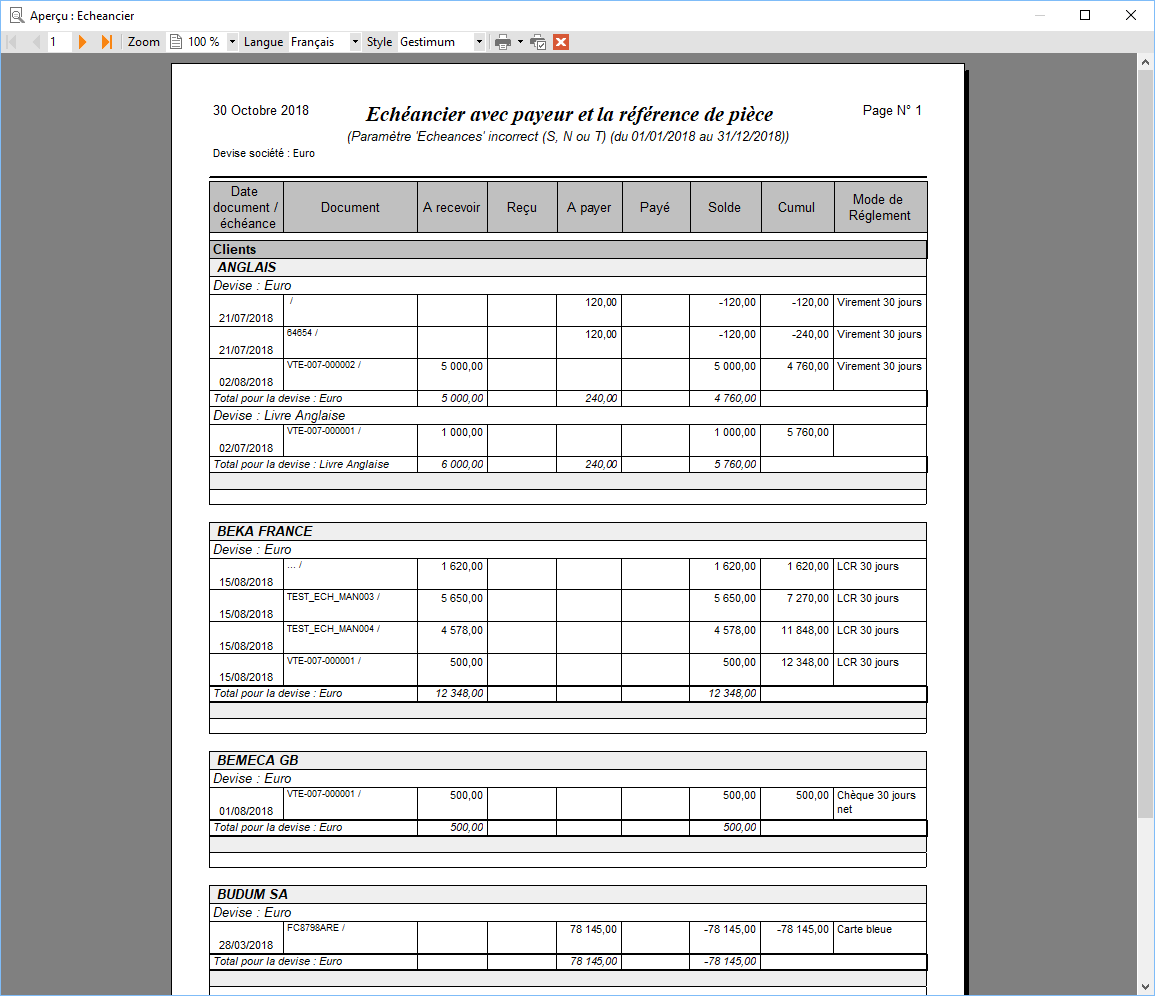 Aperçu : Echeancier
1 Zoom 100 % Langue Français Style Gestimum
30 Octobre 2018 Echéancier avec payeur et la référence de pièce Page N° 1
(Paramètre 'Echeances' incorrect (S, N ou T) (du 01/01/2018 au 31/12/2018))
Devise société : Euro
Date document / échéance Document A recevoir Reçu A payer Payé Solde Cumul Mode de Réglement
Clients
ANGLAIS
Devise : Euro
/ 120,00 -120,00 -120,00 Virement 30 jours
21/07/2018
64654 / 120,00 -120,00 -240,00 Virement 30 jours
21/07/2018
VTE-007-000002 / 5 000,00 5 000,00 4 760,00 Virement 30 jours
02/08/2018
Total pour la devise : Euro 5 000,00 240,00 4 760,00
Devise : Livre Anglaise
VTE-007-000001 / 1 000,00 1 000,00 5 760,00
02/07/2018
Total pour la devise : Livre Anglaise 6 000,00 240,00 5 760,00
BEKA FRANCE
Devise : Euro
... / 1 620,00 1 620,00 1 620,00 LCR 30 jours
15/08/2018
TEST_ECH_MAN003 / 5 650,00 5 650,00 7 270,00 LCR 30 jours
15/08/2018
TEST_ECH_MAN004 / 4 578,00 4 578,00 11 848,00 LCR 30 jours
15/08/2018
VTE-007-000001 / 500,00 500,00 12 348,00 LCR 30 jours
15/08/2018
Total pour la devise : Euro 12 348,00 12 348,00
BEMECA GB
Devise : Euro
VTE-007-000001 / 500,00 500,00 500,00 Chèque 30 jours
01/08/2018 net
Total pour la devise : Euro 500,00 500,00
BUDUM SA
Devise : Euro
FC8798ARE / 78 145,00 -78 145,00 -78 145,00 Carte bleue
28/03/2018
Total pour la devise : Euro 78 145,00 -78 145,00